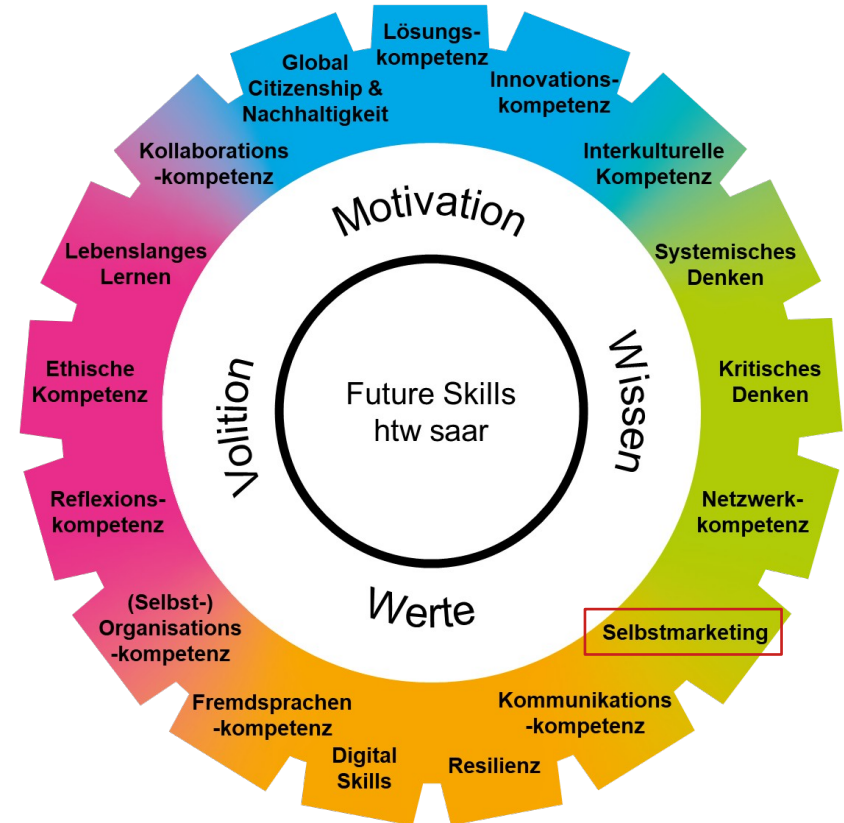 Lösungs-
kompetenz
Innovations-
kompetenz
Interkulturelle
Kompetenz
Systemisches
Denken
Kritisches
Denken
Netzwerk-
kompetenz
Selbstmarketing
Kommunikations
-kompetenz
Resilienz
Digital
Skills
Fremdsprachen
-kompetenz
(Selbst-)
Organisations
-kompetenz
Reflexions-
kompetenz
Ethische
Kompetenz
Lebenslanges
Lernen
Kollaborations
-kompetenz
Global
Citizenship &
Nachhaltigkeit
Motivation
Wissen
Werte
Volition
Future Skills
htw saar